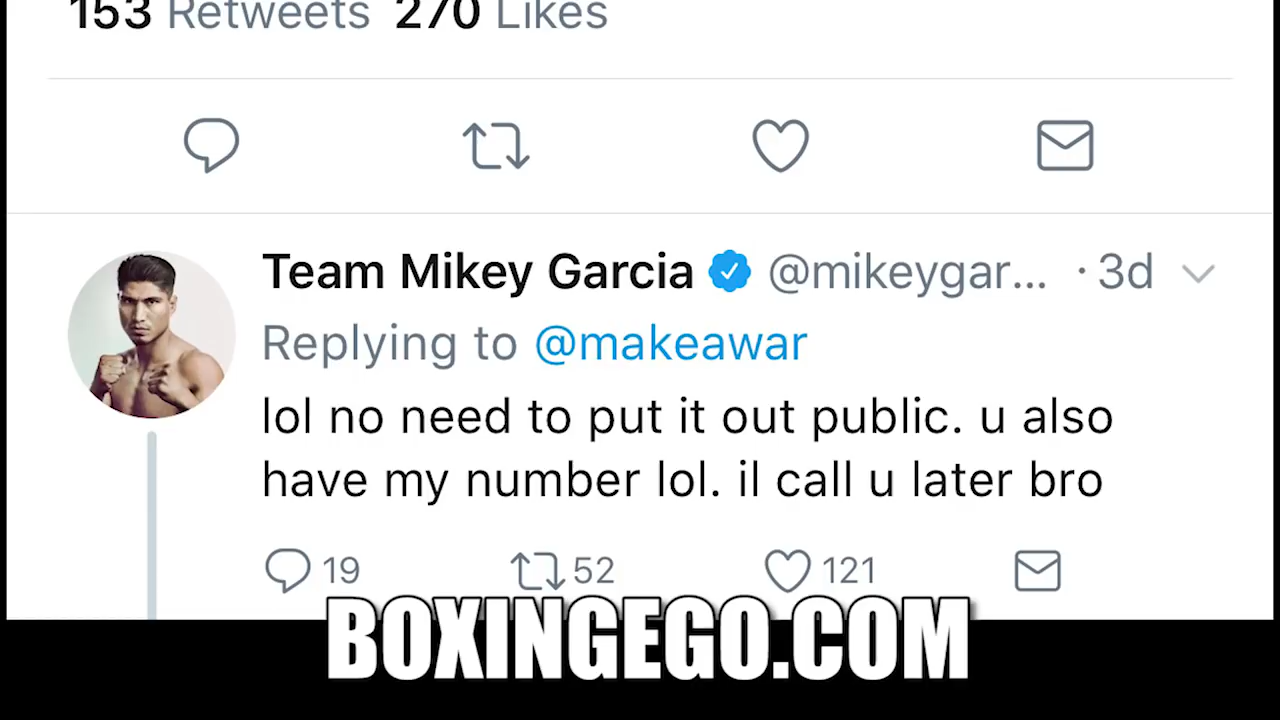 153 Retweets 270 Likes
Team Mikey Garcia @mikeygar... · 3d
Replying to @makeawar
lol no need to put it out public. u also
have my number lol. il call u later bro
19 52 121
BOXINGEGO.COM